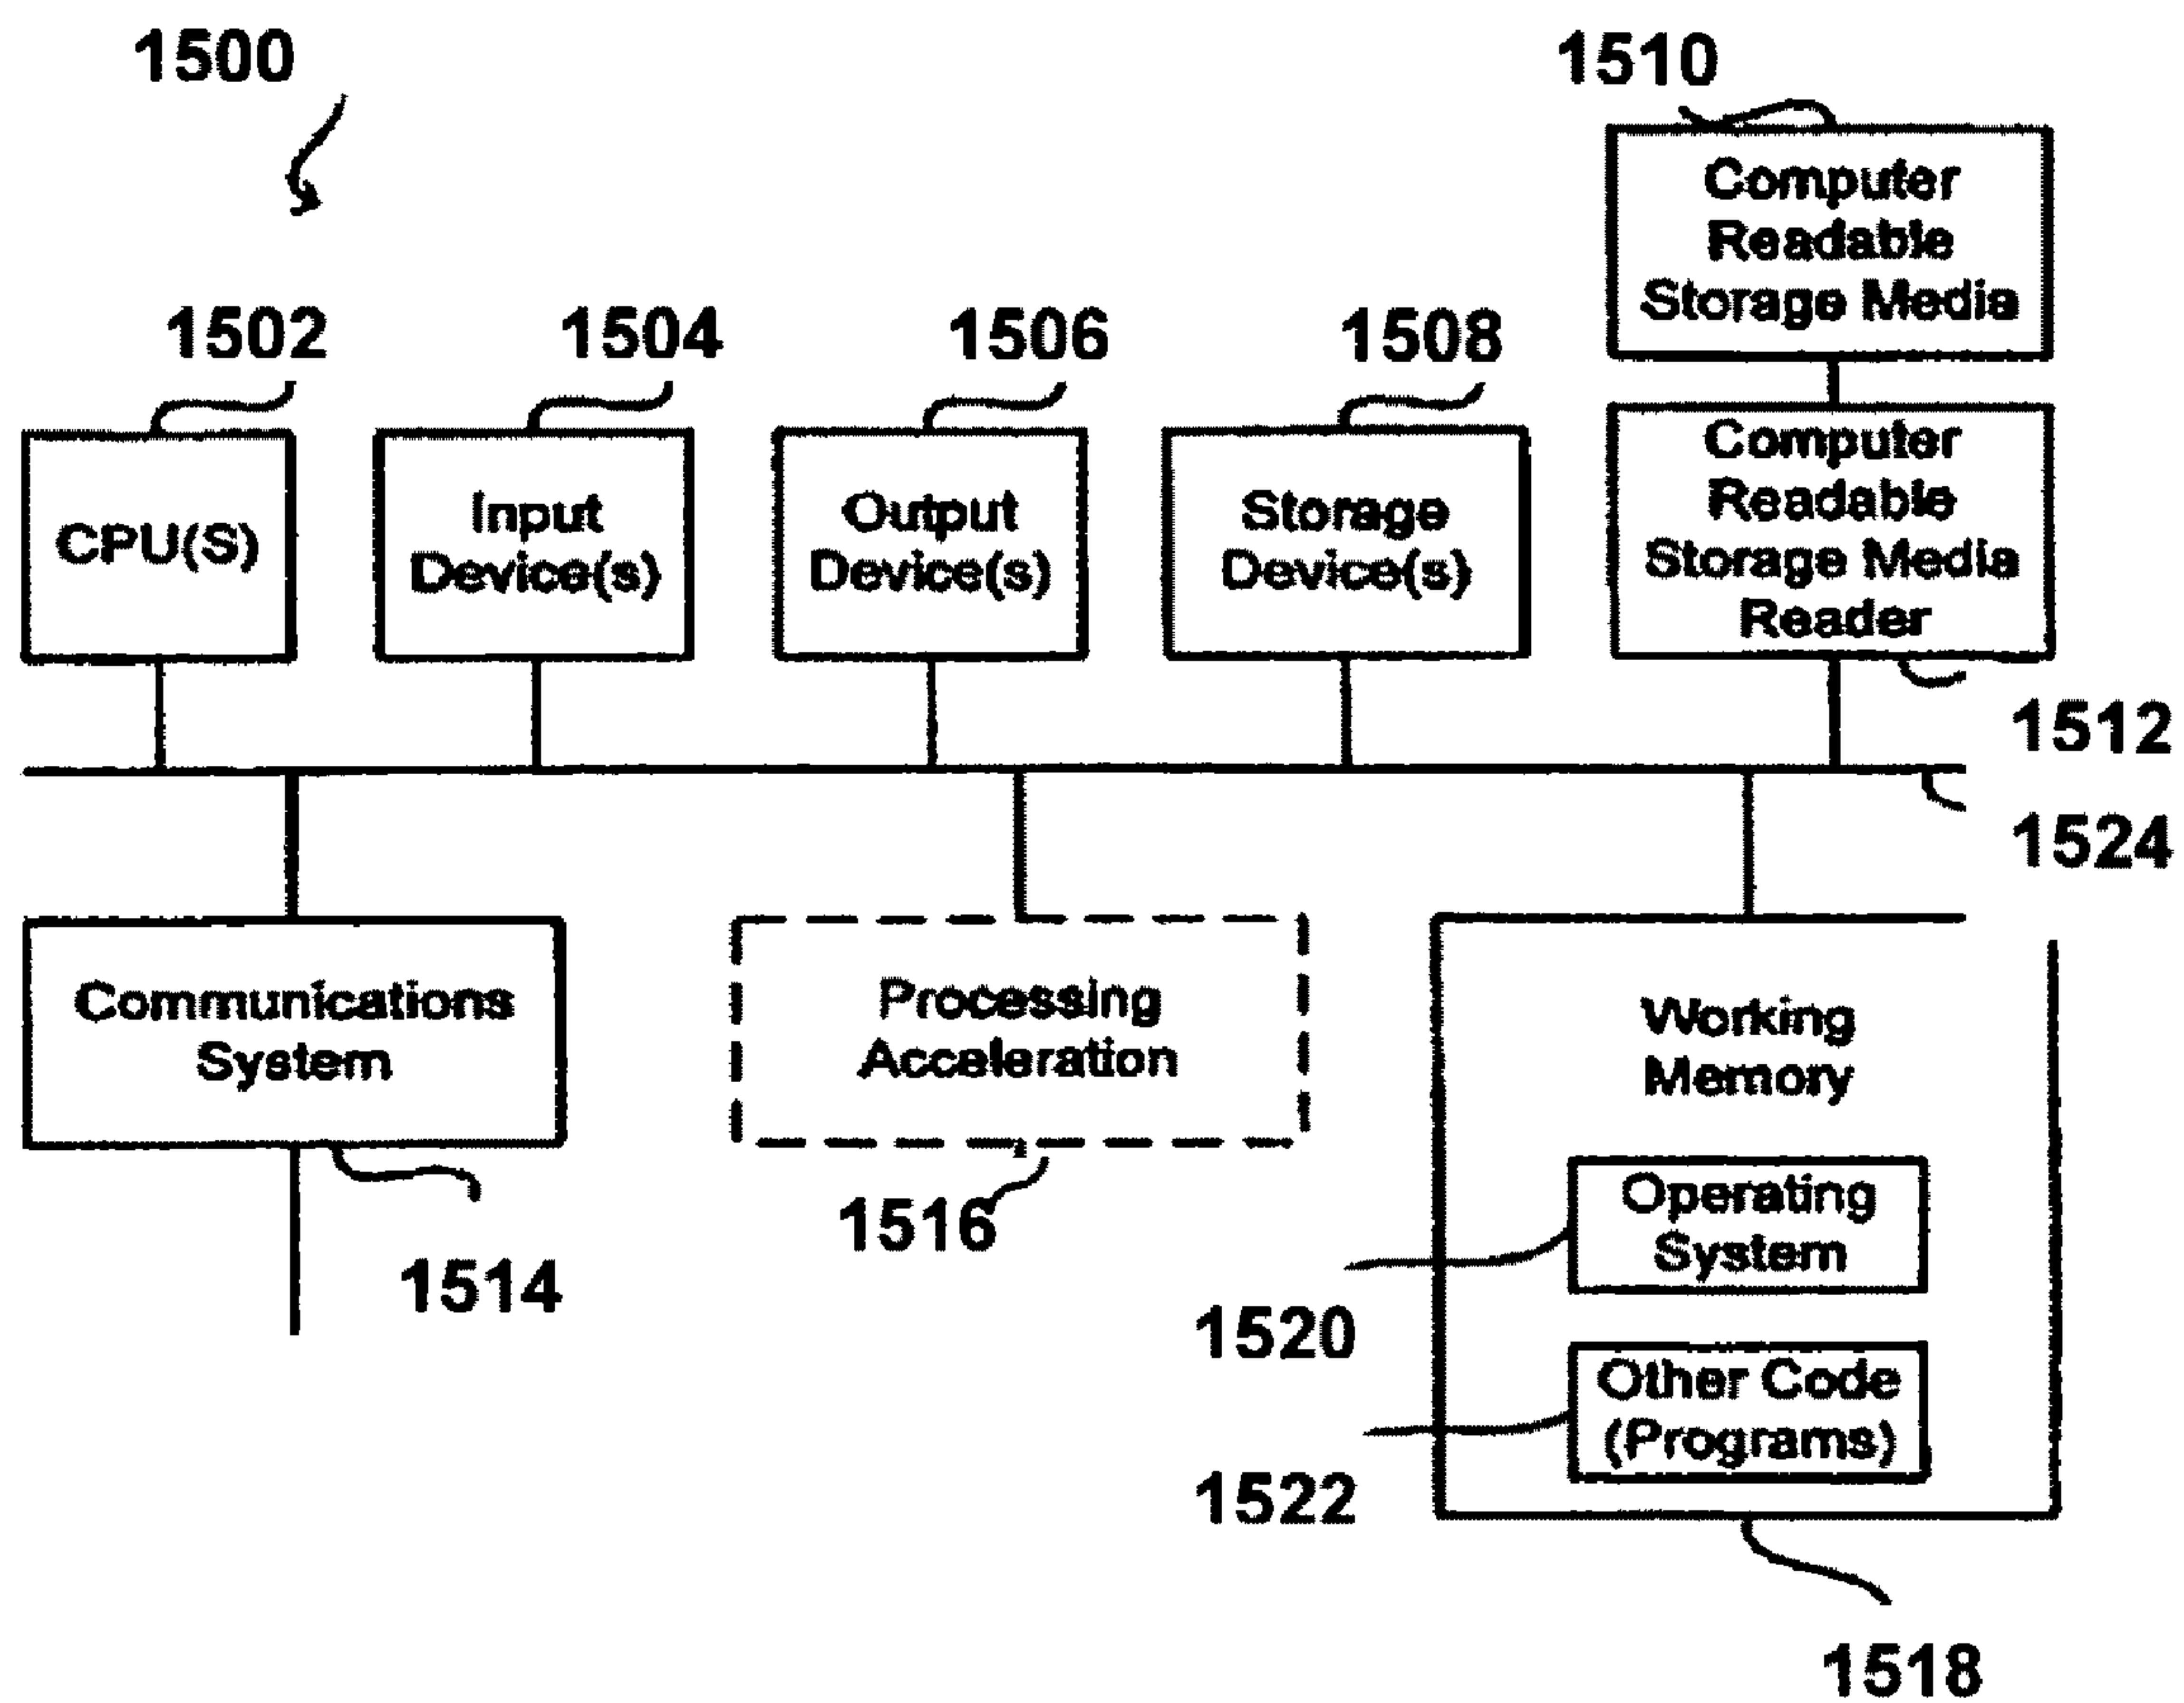 1500
1510
Computer
Readable
Storage Media
1502
1504
1506
1508
CPU(S)
Input
Device(s)
Output
Device(s)
Storage
Device(s)
Computer
Readable
Storage Media
Reader
1512
1524
Communications
System
Processing
Acceleration
Working
Memory
1514
1516
Operating
System
1520
Other Code
(Programs)
1522
1518